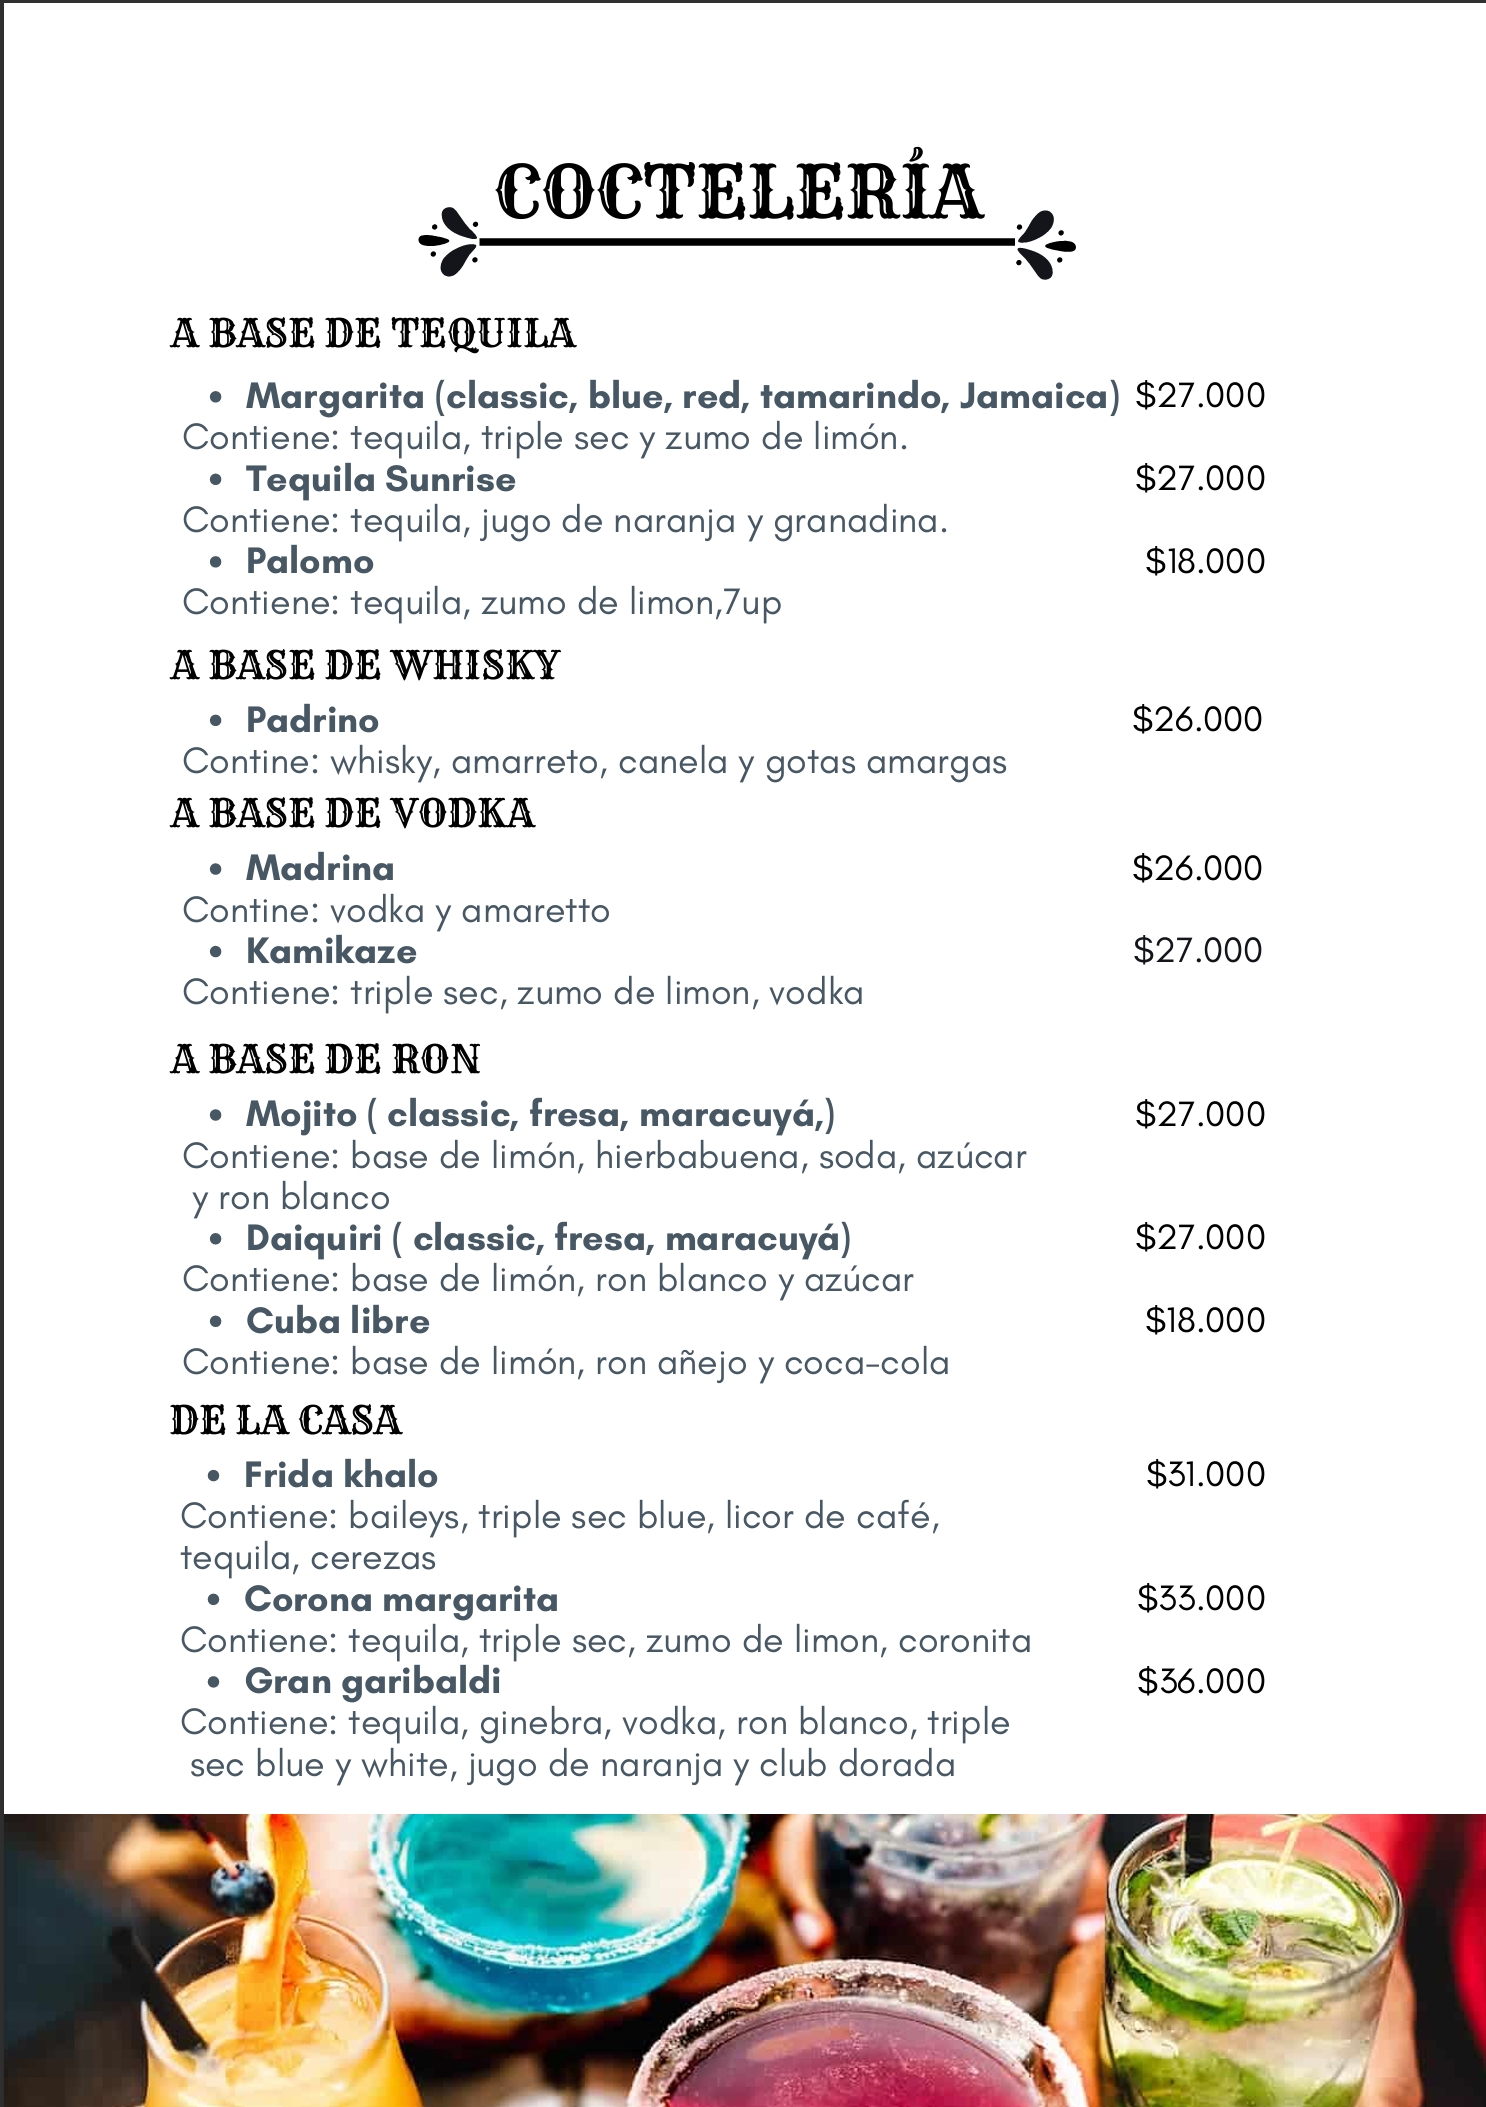 COCTELERÍA
A BASE DE TEQUILA
• Margarita (classic, blue, red, tamarindo, Jamaica) $27.000
Contiene: tequila, triple sec y zumo de limón.
• Tequila Sunrise $27.000
Contiene: tequila, jugo de naranja y granadina.
• Palomo $18.000
Contiene: tequila, zumo de limon,7up
A BASE DE WHISKY
• Padrino $26.000
Contine: whisky, amarreto, canela y gotas amargas
A BASE DE VODKA
• Madrina $26.000
Contine: vodka y amaretto
• Kamikaze $27.000
Contiene: triple sec, zumo de limon, vodka
A BASE DE RON
• Mojito ( classic, fresa, maracuyá,) $27.000
Contiene: base de limón, hierbabuena, soda, azúcar
y ron blanco
• Daiquiri ( classic, fresa, maracuyá) $27.000
Contiene: base de limón, ron blanco y azúcar
• Cuba libre $18.000
Contiene: base de limón, ron añejo y coca-cola
DE LA CASA
• Frida khalo $31.000
Contiene: baileys, triple sec blue, licor de café,
tequila, cerezas
• Corona margarita $33.000
Contiene: tequila, triple sec, zumo de limon, coronita
• Gran garibaldi $36.000
Contiene: tequila, ginebra, vodka, ron blanco, triple
sec blue y white, jugo de naranja y club dorada